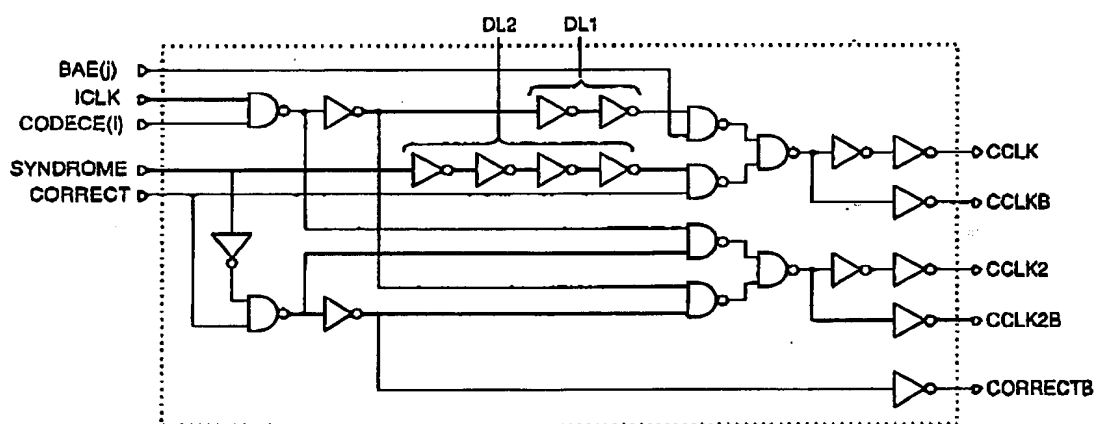 DL2 DL1
BAE(j)
ICLK
CODECE(i)
SYNDROME
CORRECT
CCLK
CCLKB
CCLK2
CCLK2B
CORRECTB